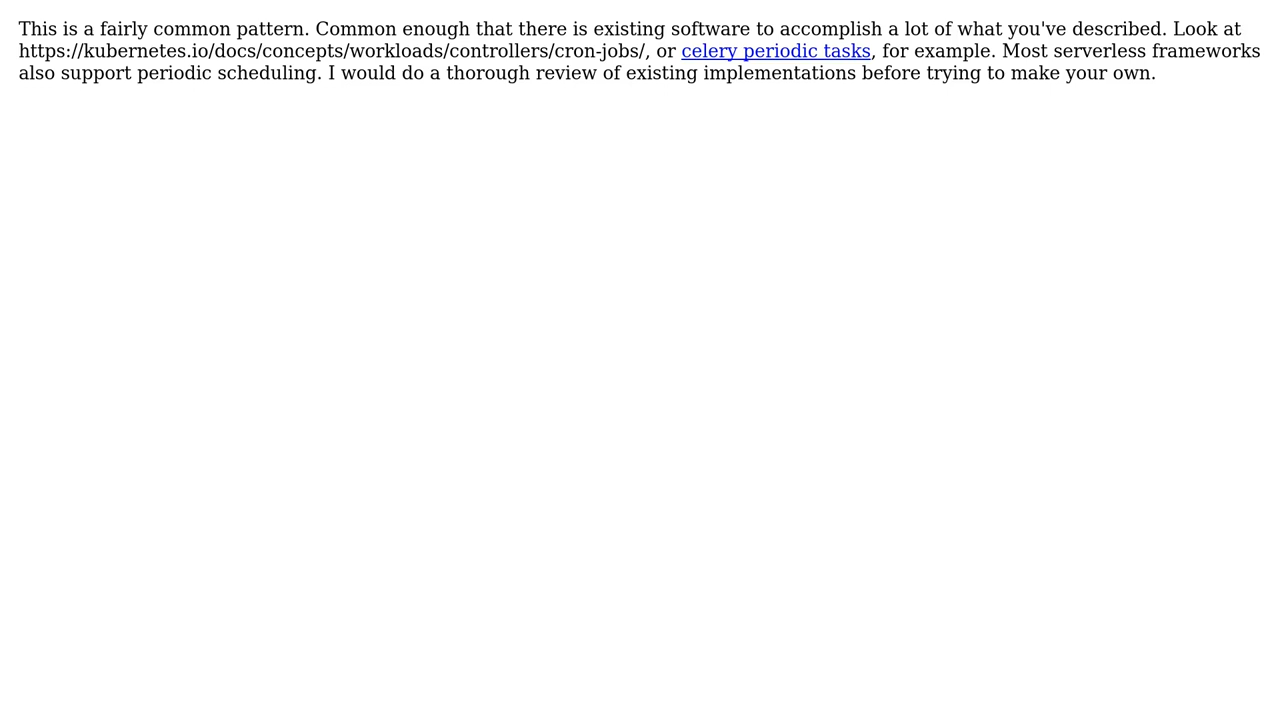 This is a fairly common pattern. Common enough that there is existing software to accomplish a lot of what you've described. Look at
https://kubernetes.io/docs/concepts/workloads/controllers/cron-jobs/, or celery periodic tasks, for example. Most serverless frameworks
also support periodic scheduling. I would do a thorough review of existing implementations before trying to make your own.